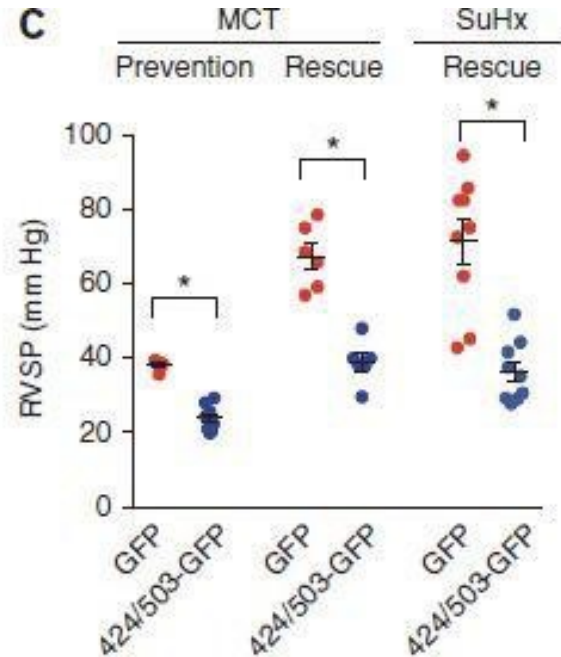 C
MCT SuHx
Prevention Rescue Rescue
* * *
RVSP (mm Hg)
100
80
60
40
20
0
GFP
424/503-GFP
GFP
424/503-GFP
GFP
424/503-GFP